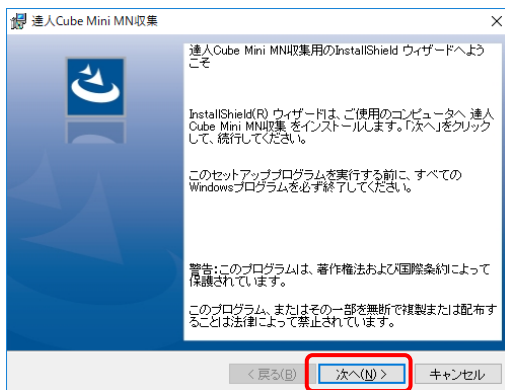 達人Cube Mini MN収集
達人Cube Mini MN収集用のInstallShield ウィザードへよう
こそ
InstallShield(R) ウィザードは、ご使用のコンピュータへ 達人
Cube Mini MN収集 をインストールします。「次へ」をクリック
して、続行してください。
このセットアッププログラムを実行する前に、すべての
Windowsプログラムを必ず終了してください。
警告:このプログラムは、著作権法および国際条約によって
保護されています。
このプログラム、またはその一部を無断で複製または配布す
ることは法律によって禁止されています。
< 戻る(B) 次へ(N) > キャンセル